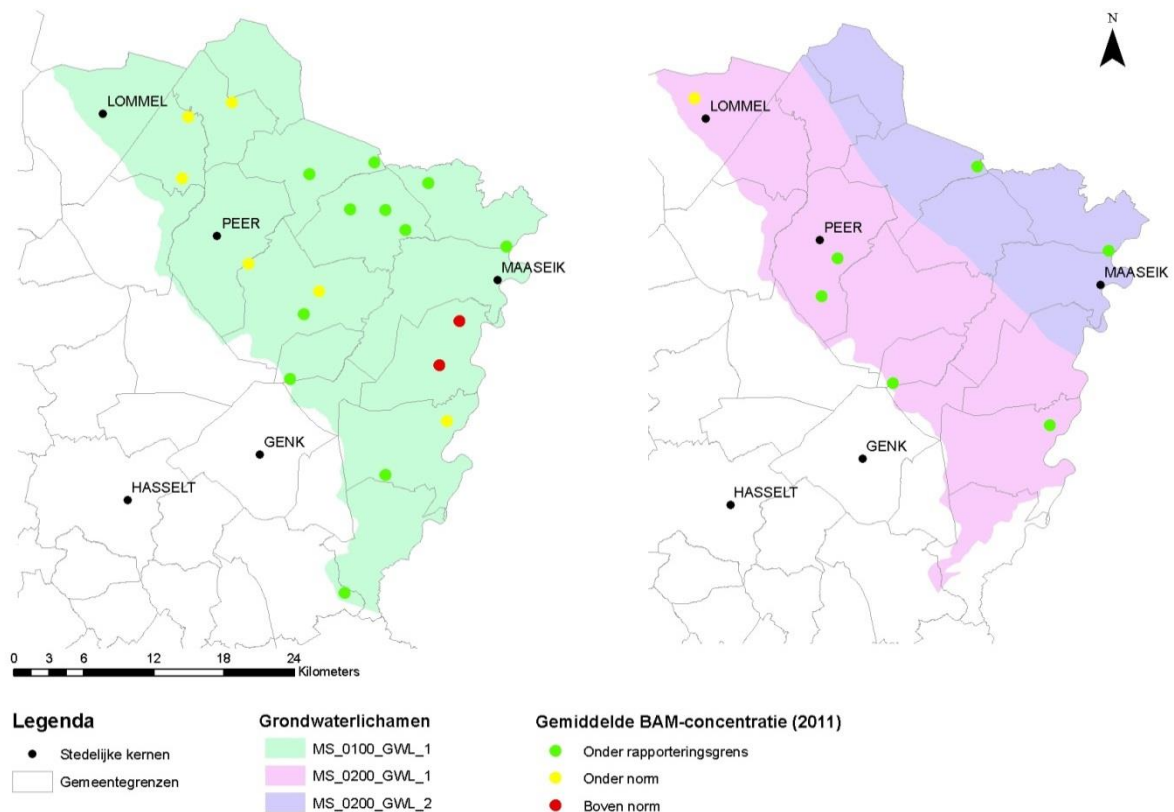 LOMMEL
PEER
MAASEIK
GENK
HASSELT
0 3 6 12 18 24
Kilometers
N
LOMMEL
PEER
MAASEIK
GENK
HASSELT
Legenda
Stedelijke kernen
Gemeentegrenzen
Grondwaterlichamen
MS_0100_GWL_1
MS_0200_GWL_1
MS_0200_GWL_2
Gemiddelde BAM-concentratie (2011)
Onder rapporteringsgrens
Onder norm
Boven norm